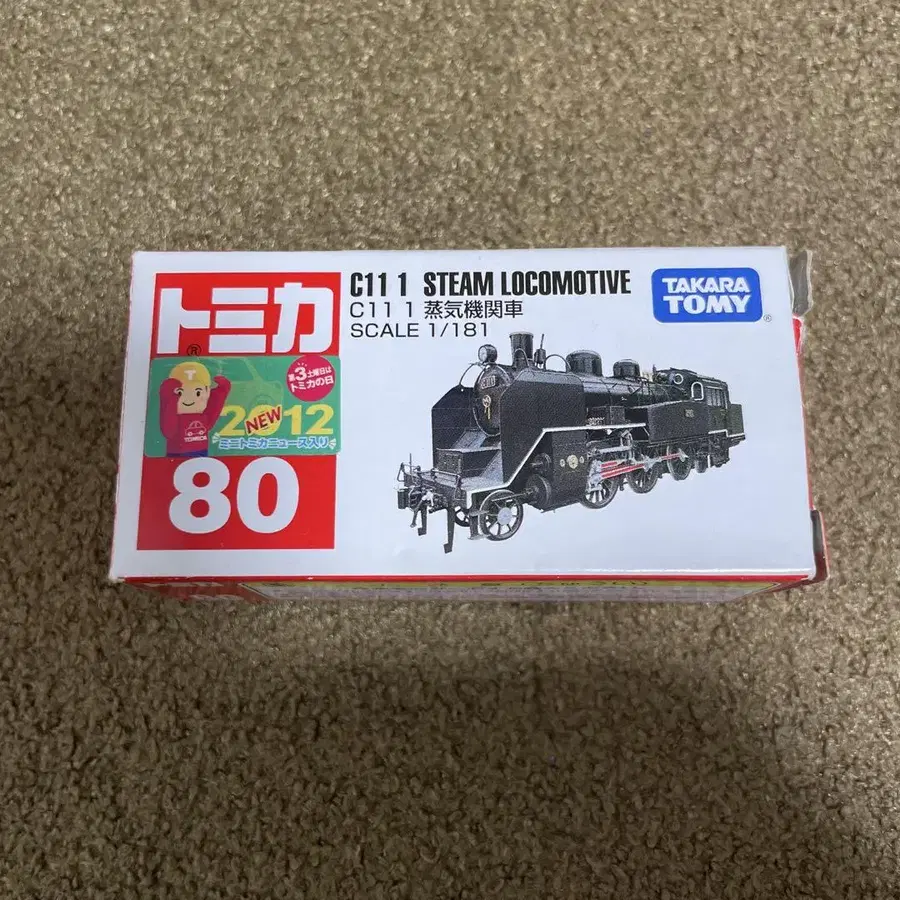 トミカ
®
C11 1 STEAM LOCOMOTIVE
C11 1 蒸気機関車
SCALE 1/181
TAKARA
TOMY
®
第3土曜日は
トミカの日
T
TOMICA
2012
NEW
ミニトミカニュース入り
80